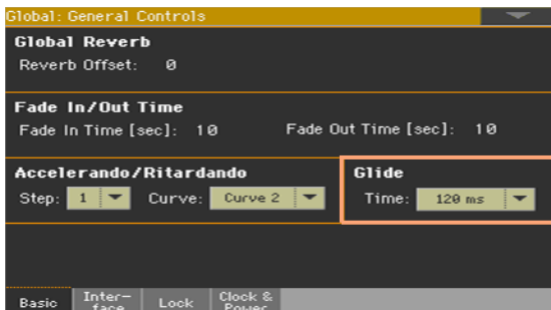 Global: General Controls
Global Reverb
Reverb Offset: 0
Fade In/Out Time
Fade In Time [sec]: 10 Fade Out Time [sec]: 10
Accelerando/Ritardando Glide
Step: 1 Curve: Curve 2 Time: 120 ms
Basic Inter-face Lock Clock & Power